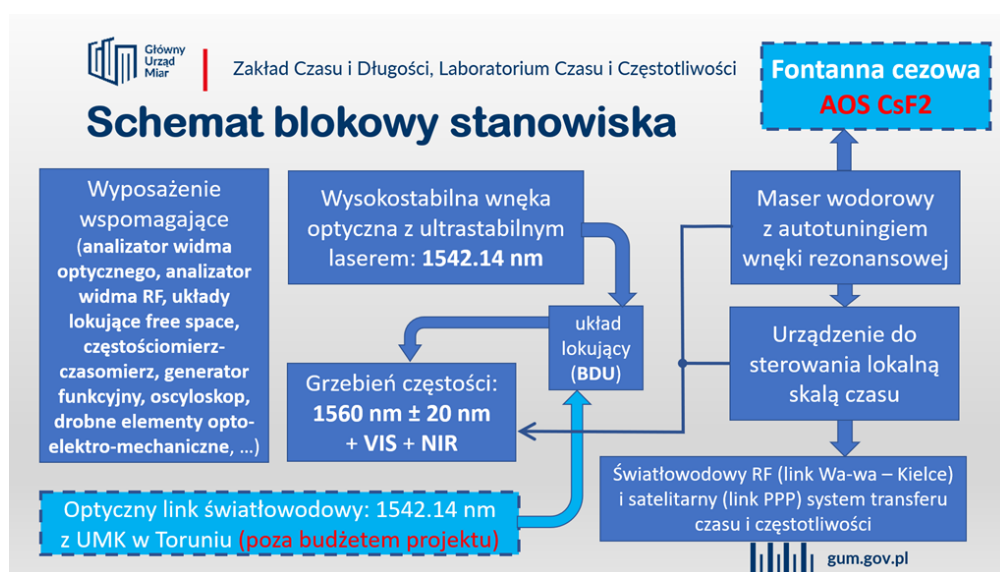 Główny
Urząd
Miar
Zakład Czasu i Długości, Laboratorium Czasu i Częstotliwości
Schemat blokowy stanowiska
Fontanna cezowa
AOS CsF2
Wyposażenie
wspomagające
(analizator widma
optycznego, analizator
widma RF, układy
lokujące free space,
częstościomierz-
czasomierz, generator
funkcyjny, oscyloskop,
drobne elementy opto-
elektro-mechaniczne, ...)
Wysokostabilna wnęka
optyczna z ultrastabilnym
laserem: 1542.14 nm
Maser wodorowy
z autotuningiem
wnęki rezonansowej
układ
lokujący
(BDU)
Urządzenie do
sterowania lokalną
skalą czasu
Grzebień częstości:
1560 nm ± 20 nm
+ VIS + NIR
Światłowodowy RF (link Wa-wa – Kielce)
i satelitarny (link PPP) system transferu
czasu i częstotliwości
Optyczny link światłowodowy: 1542.14 nm
z UMK w Toruniu (poza budżetem projektu)
gum.gov.pl